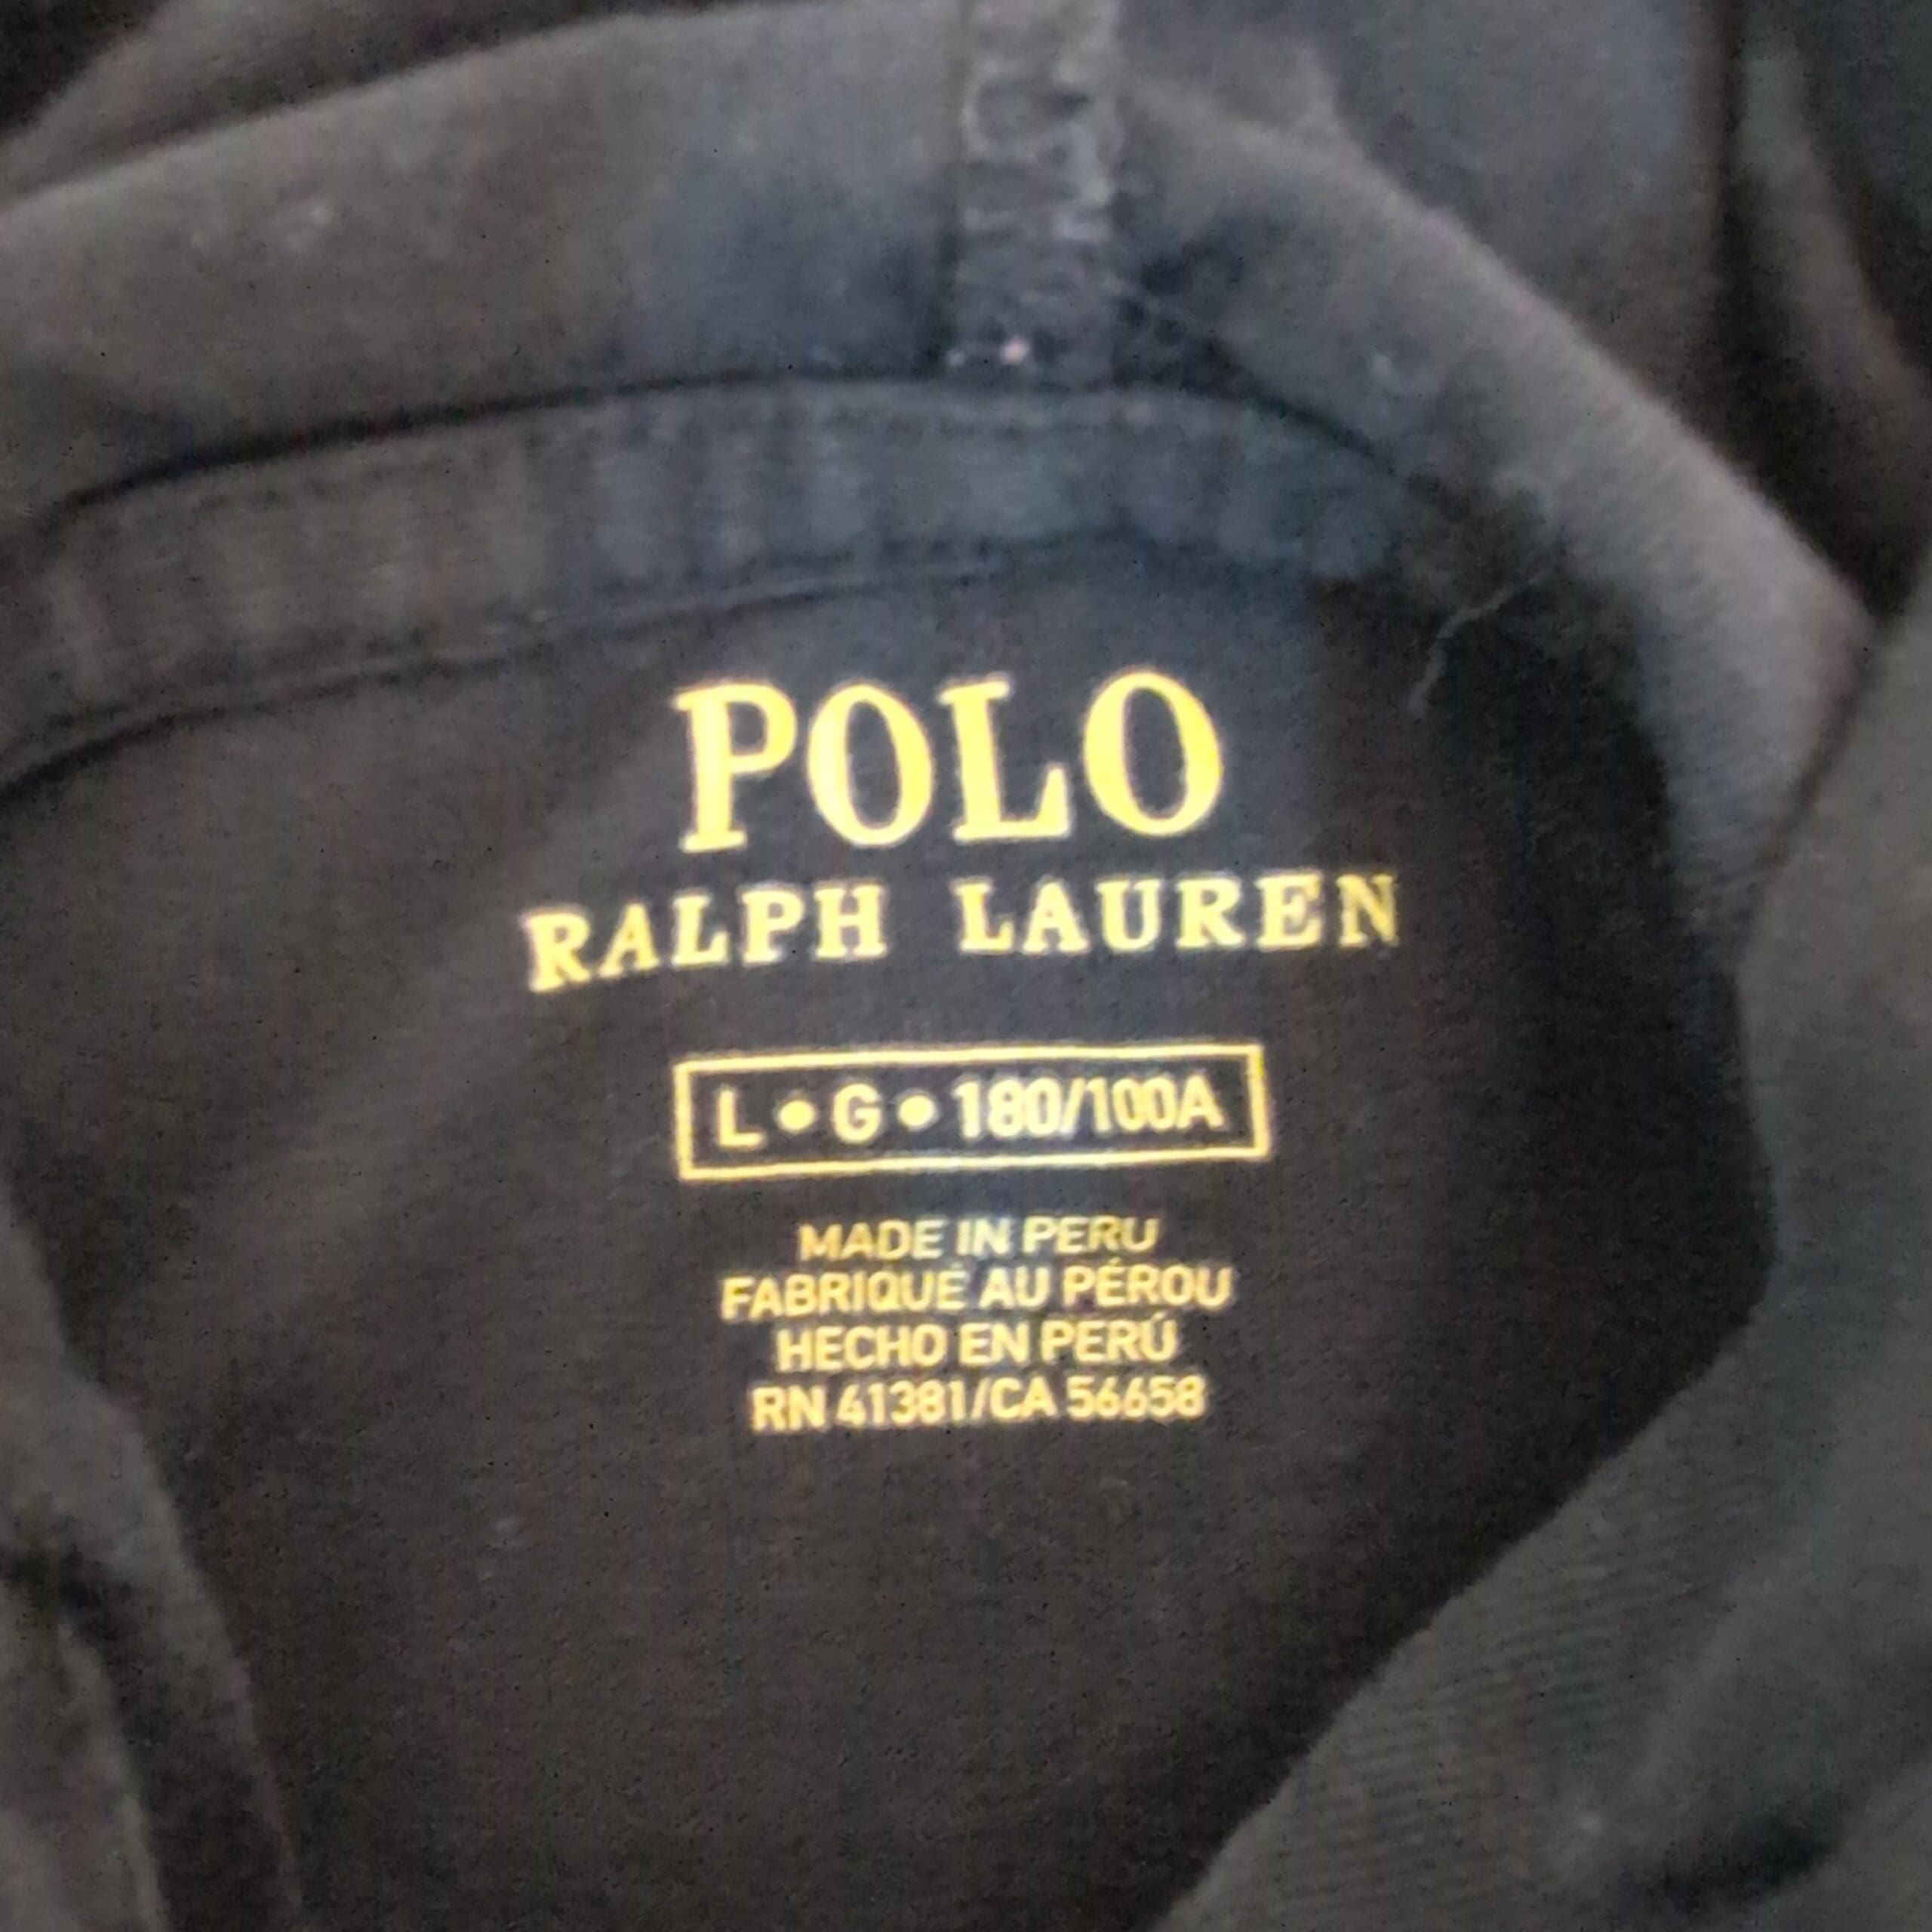 POLO
RALPH LAUREN
L • G • 180/100A
MADE IN PERU
FABRIQUÉ AU PÉROU
HECHO EN PERÚ
RN 41381/CA 56658